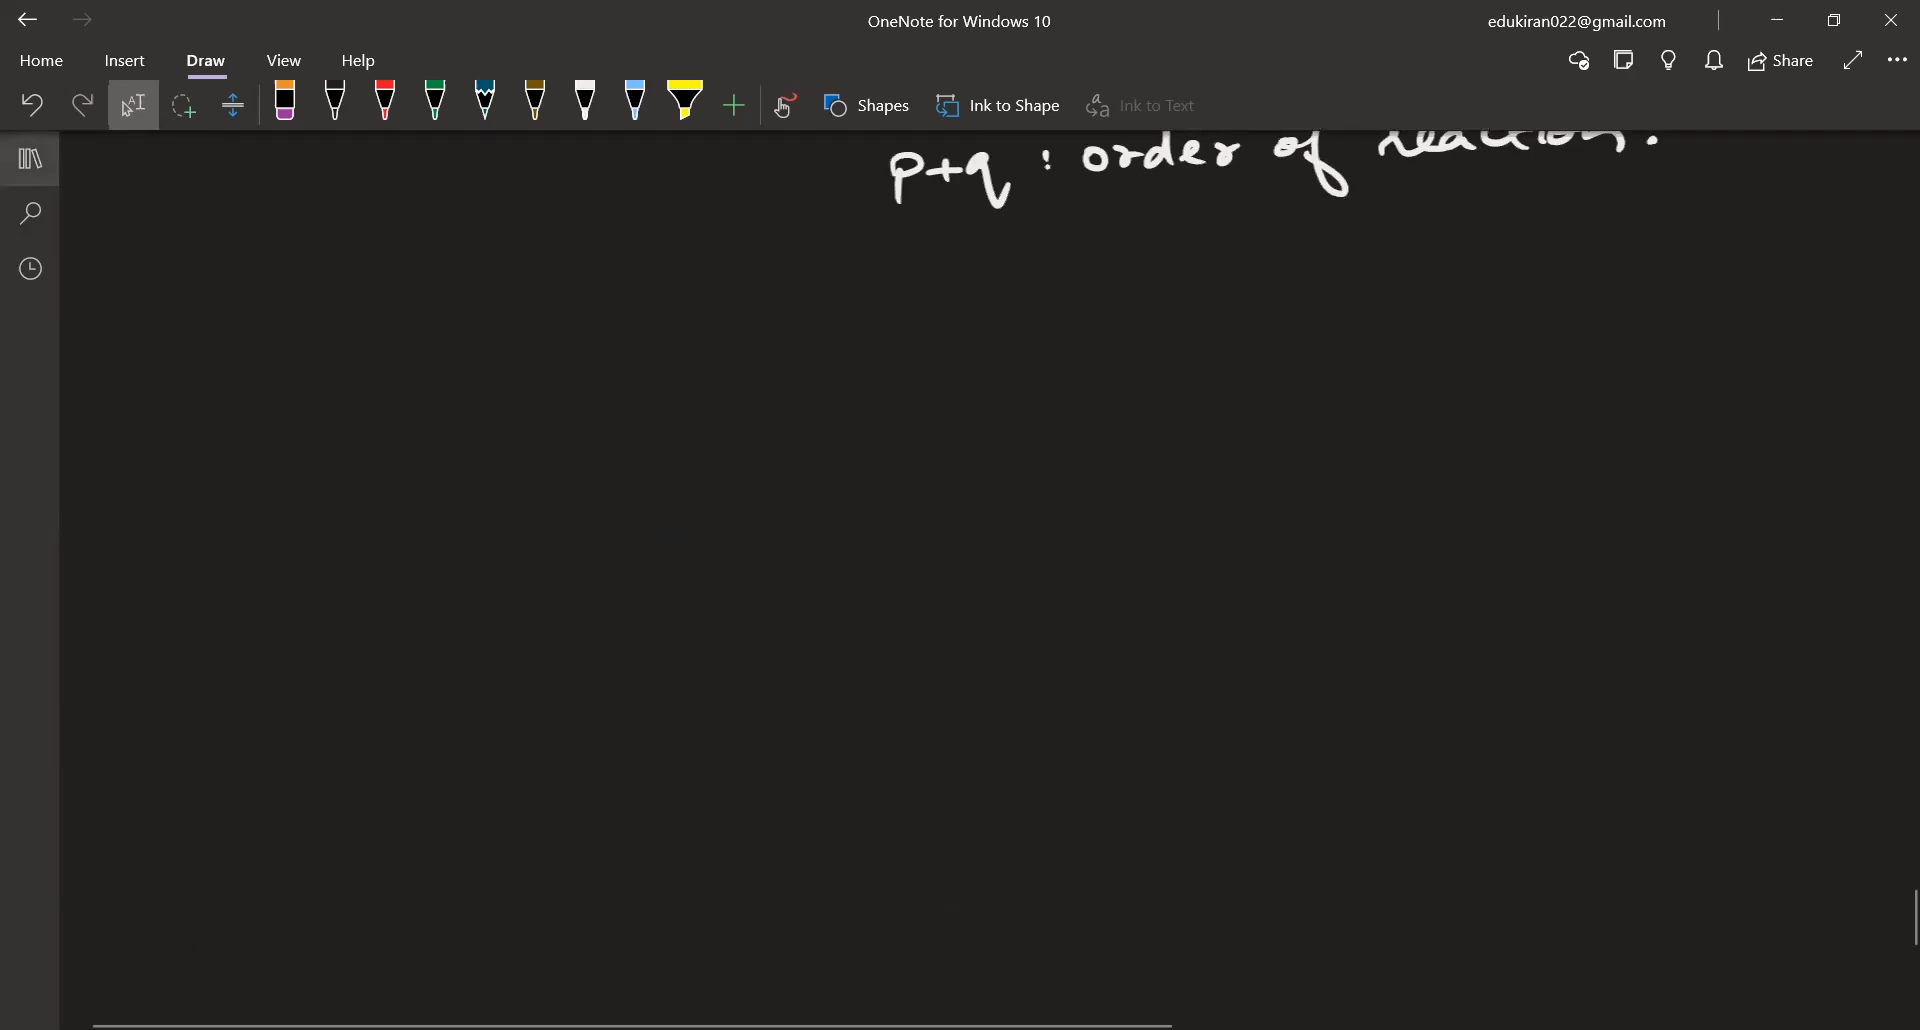 OneNote for Windows 10
edukiran022@gmail.com
Home Insert Draw View Help
Share
Shapes Ink to Shape Ink to Text
p+q : order of reaction.